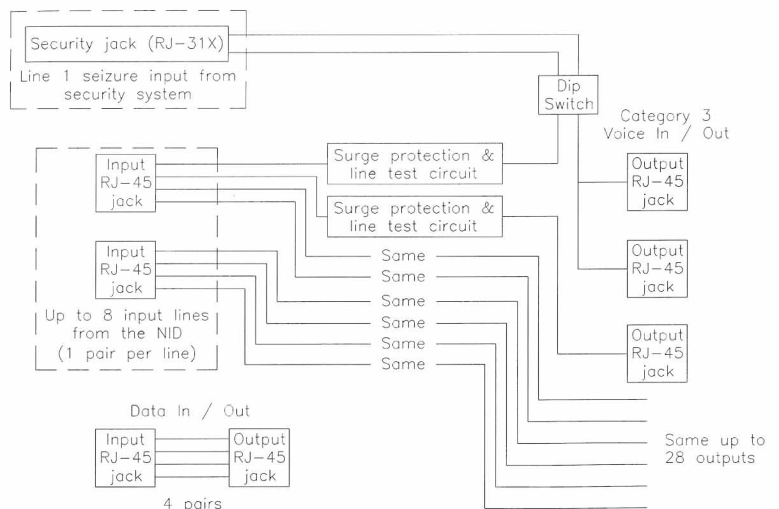 Security jack (RJ-31X)
Line 1 seizure input from
security system
Dip
Switch
Category 3
Voice In / Out
Input
RJ-45
jack
Surge protection &
line test circuit
Output
RJ-45
jack
Surge protection &
line test circuit
Input
RJ-45
jack
Same
Same
Same
Same
Same
Same
Output
RJ-45
jack
Up to 8 input lines
from the NID
(1 pair per line)
Output
RJ-45
jack
Data In / Out
Input
RJ-45
jack
Output
RJ-45
jack
4 pairs
Same up to
28 outputs